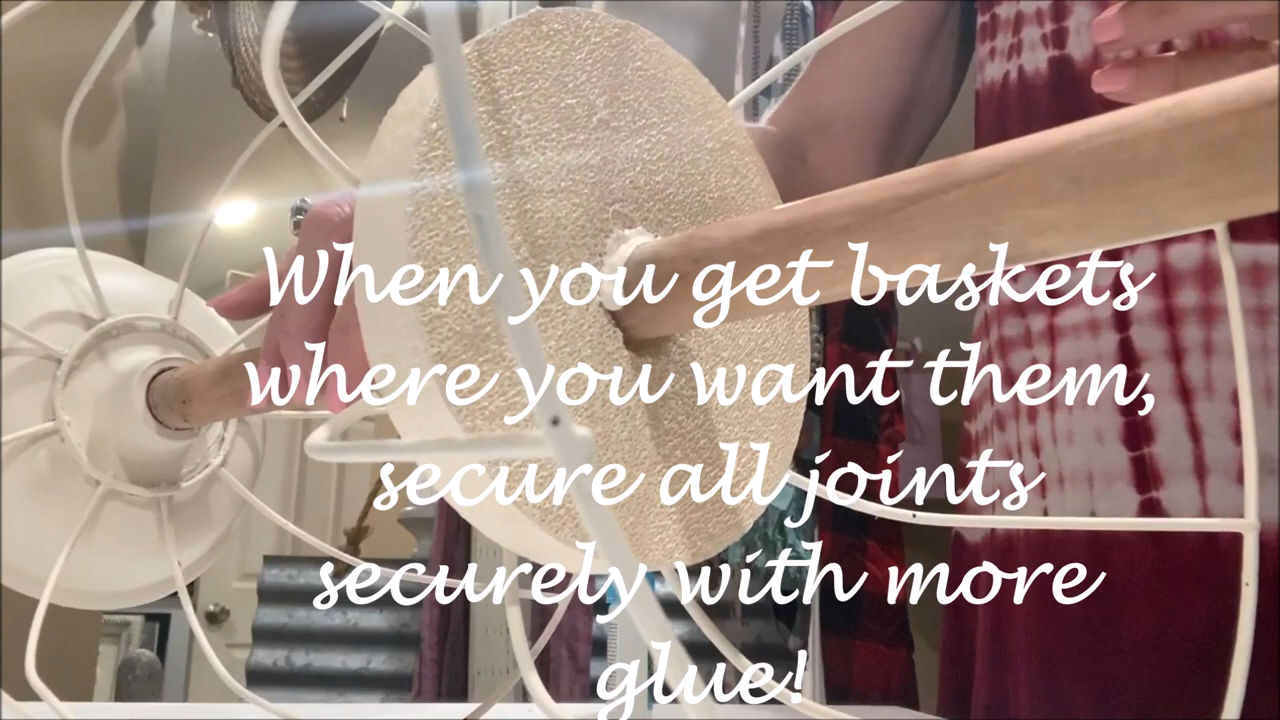 When you get baskets
where you want them,
secure all joints
securely with more
glue!